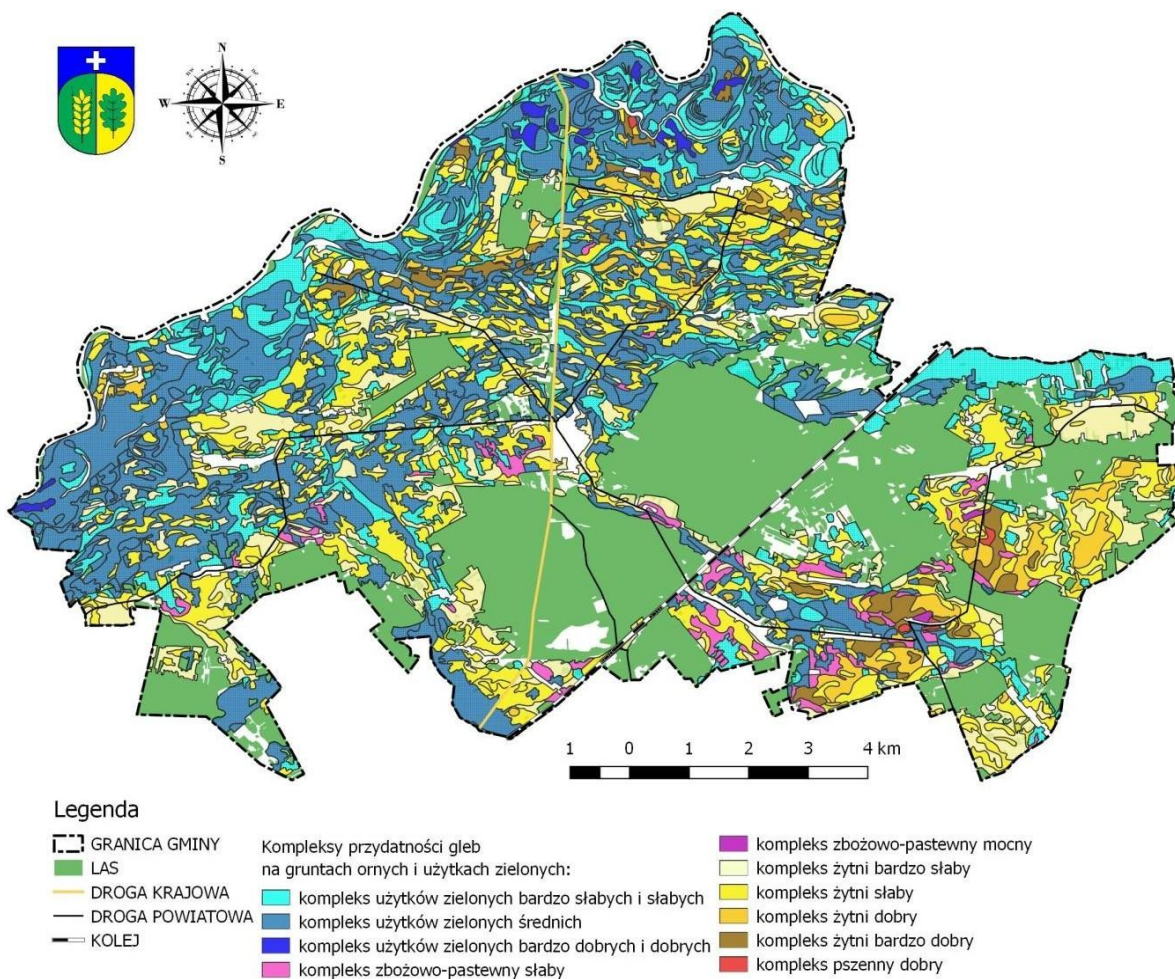 N
W E
S
1 0 1 2 3 4 km
Legenda
GRANICA GMINY
LAS
DROGA KRAJOWA
DROGA POWIATOWA
KOLEJ
Kompleksy przydatności gleb
na gruntach ornych i użytkach zielonych:
kompleks użytków zielonych bardzo słabych i słabych
kompleks użytków zielonych średnich
kompleks użytków zielonych bardzo dobrych i dobrych
kompleks zbożowo-pastewny słaby
kompleks zbożowo-pastewny mocny
kompleks żytni bardzo słaby
kompleks żytni słaby
kompleks żytni dobry
kompleks żytni bardzo dobry
kompleks pszenny dobry